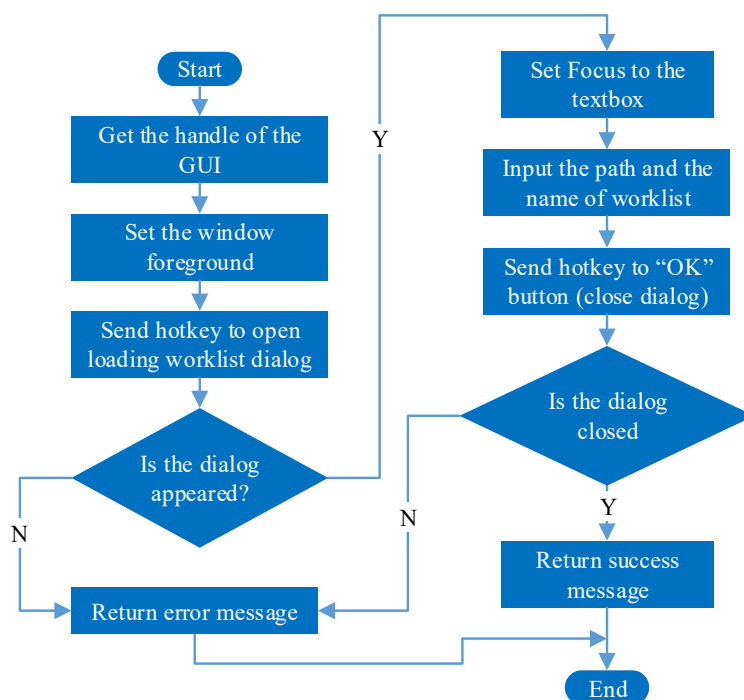 Start
Get the handle of the
GUI
Set the window
foreground
Send hotkey to open
loading worklist dialog
Is the dialog
appeared?
N
Y
Return error message
Set Focus to the
textbox
Input the path and the
name of worklist
Send hotkey to “OK”
button (close dialog)
Is the dialog
closed
N
Y
Return success
message
End